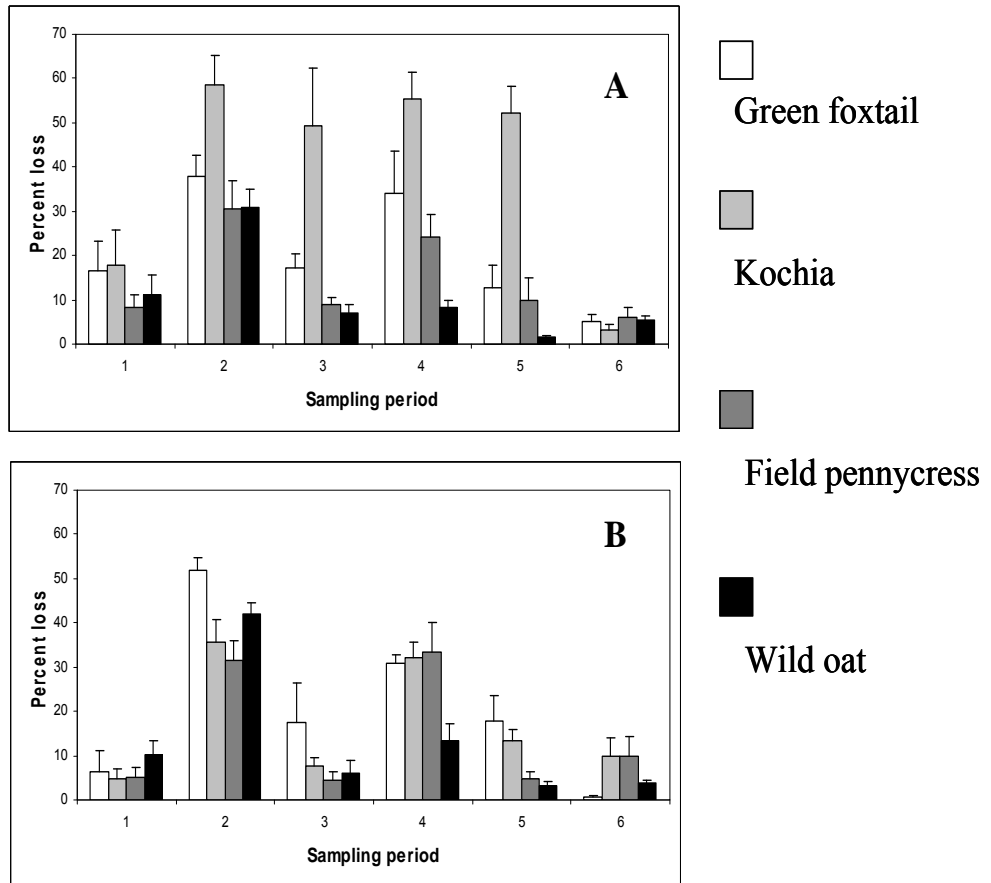 A
Percent loss
70
60
50
40
30
20
10
0
1 2 3 4 5 6
Sampling period
B
Percent loss
70
60
50
40
30
20
10
0
1 2 3 4 5 6
Sampling period
Green foxtail
Kochia
Field pennycress
Wild oat